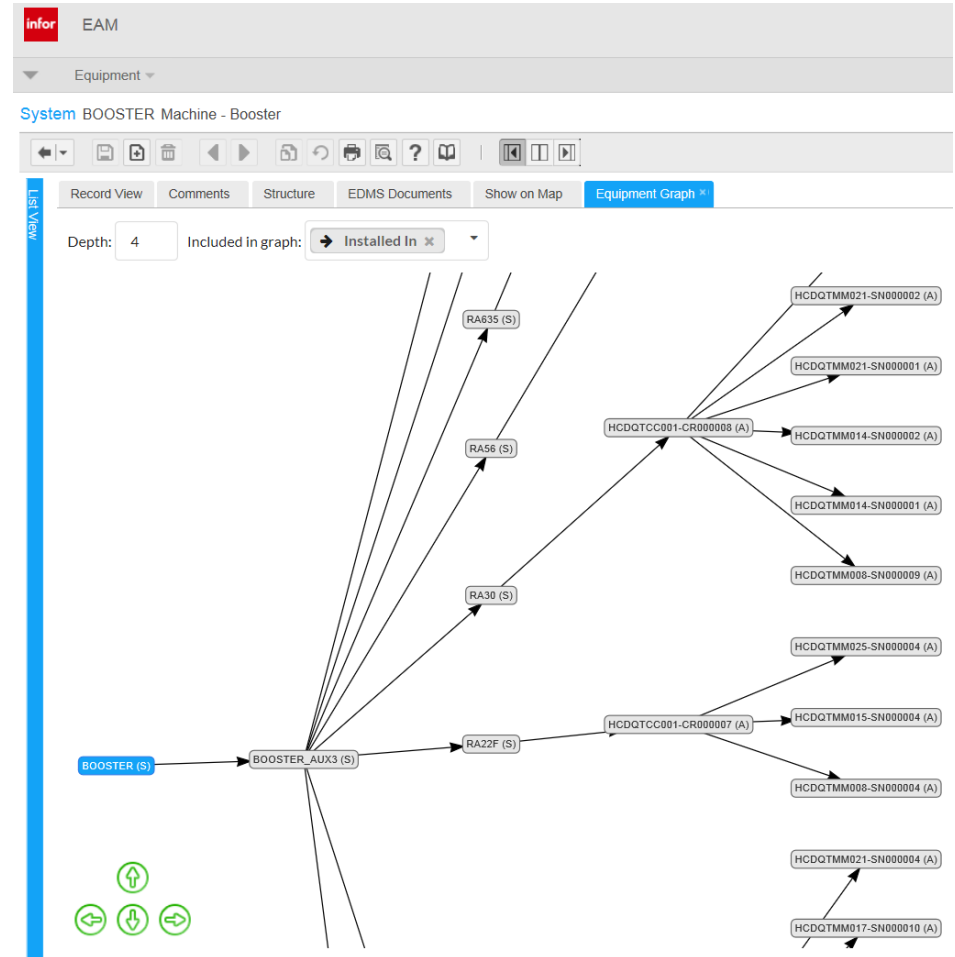 infor EAM
Equipment
System BOOSTER Machine - Booster
List View
Record View Comments Structure EDMS Documents Show on Map Equipment Graph ×
Depth: 4 Included in graph: Installed In ×
HCDQTMM021-SN000002 (A)
RA635 (S)
HCDQTMM021-SN000001 (A)
HCDQTCC001-CR000008 (A)
HCDQTMM014-SN000002 (A)
RA56 (S)
HCDQTMM014-SN000001 (A)
HCDQTMM008-SN000009 (A)
RA30 (S)
HCDQTMM025-SN000004 (A)
HCDQTMM015-SN000004 (A)
HCDQTCC001-CR000007 (A)
RA22F (S)
BOOSTER_AUX3 (S)
BOOSTER (S)
HCDQTMM008-SN000004 (A)
HCDQTMM021-SN000004 (A)
HCDQTMM017-SN000010 (A)